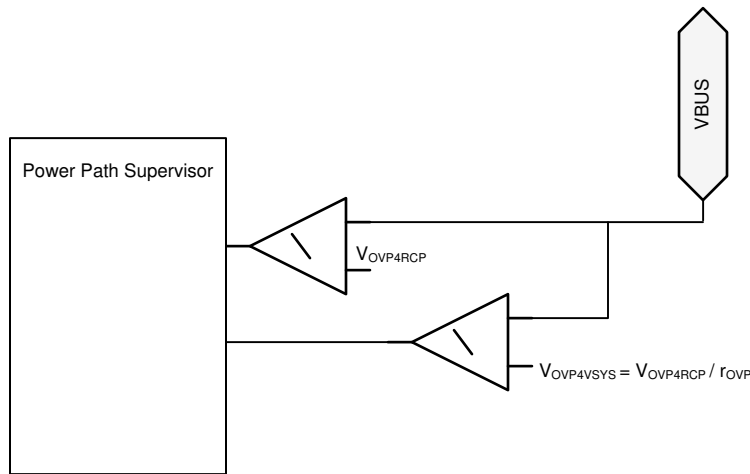 VBUS
Power Path Supervisor
VOVP4RCP
VOVP4VSYS = VOVP4RCP / rOVP